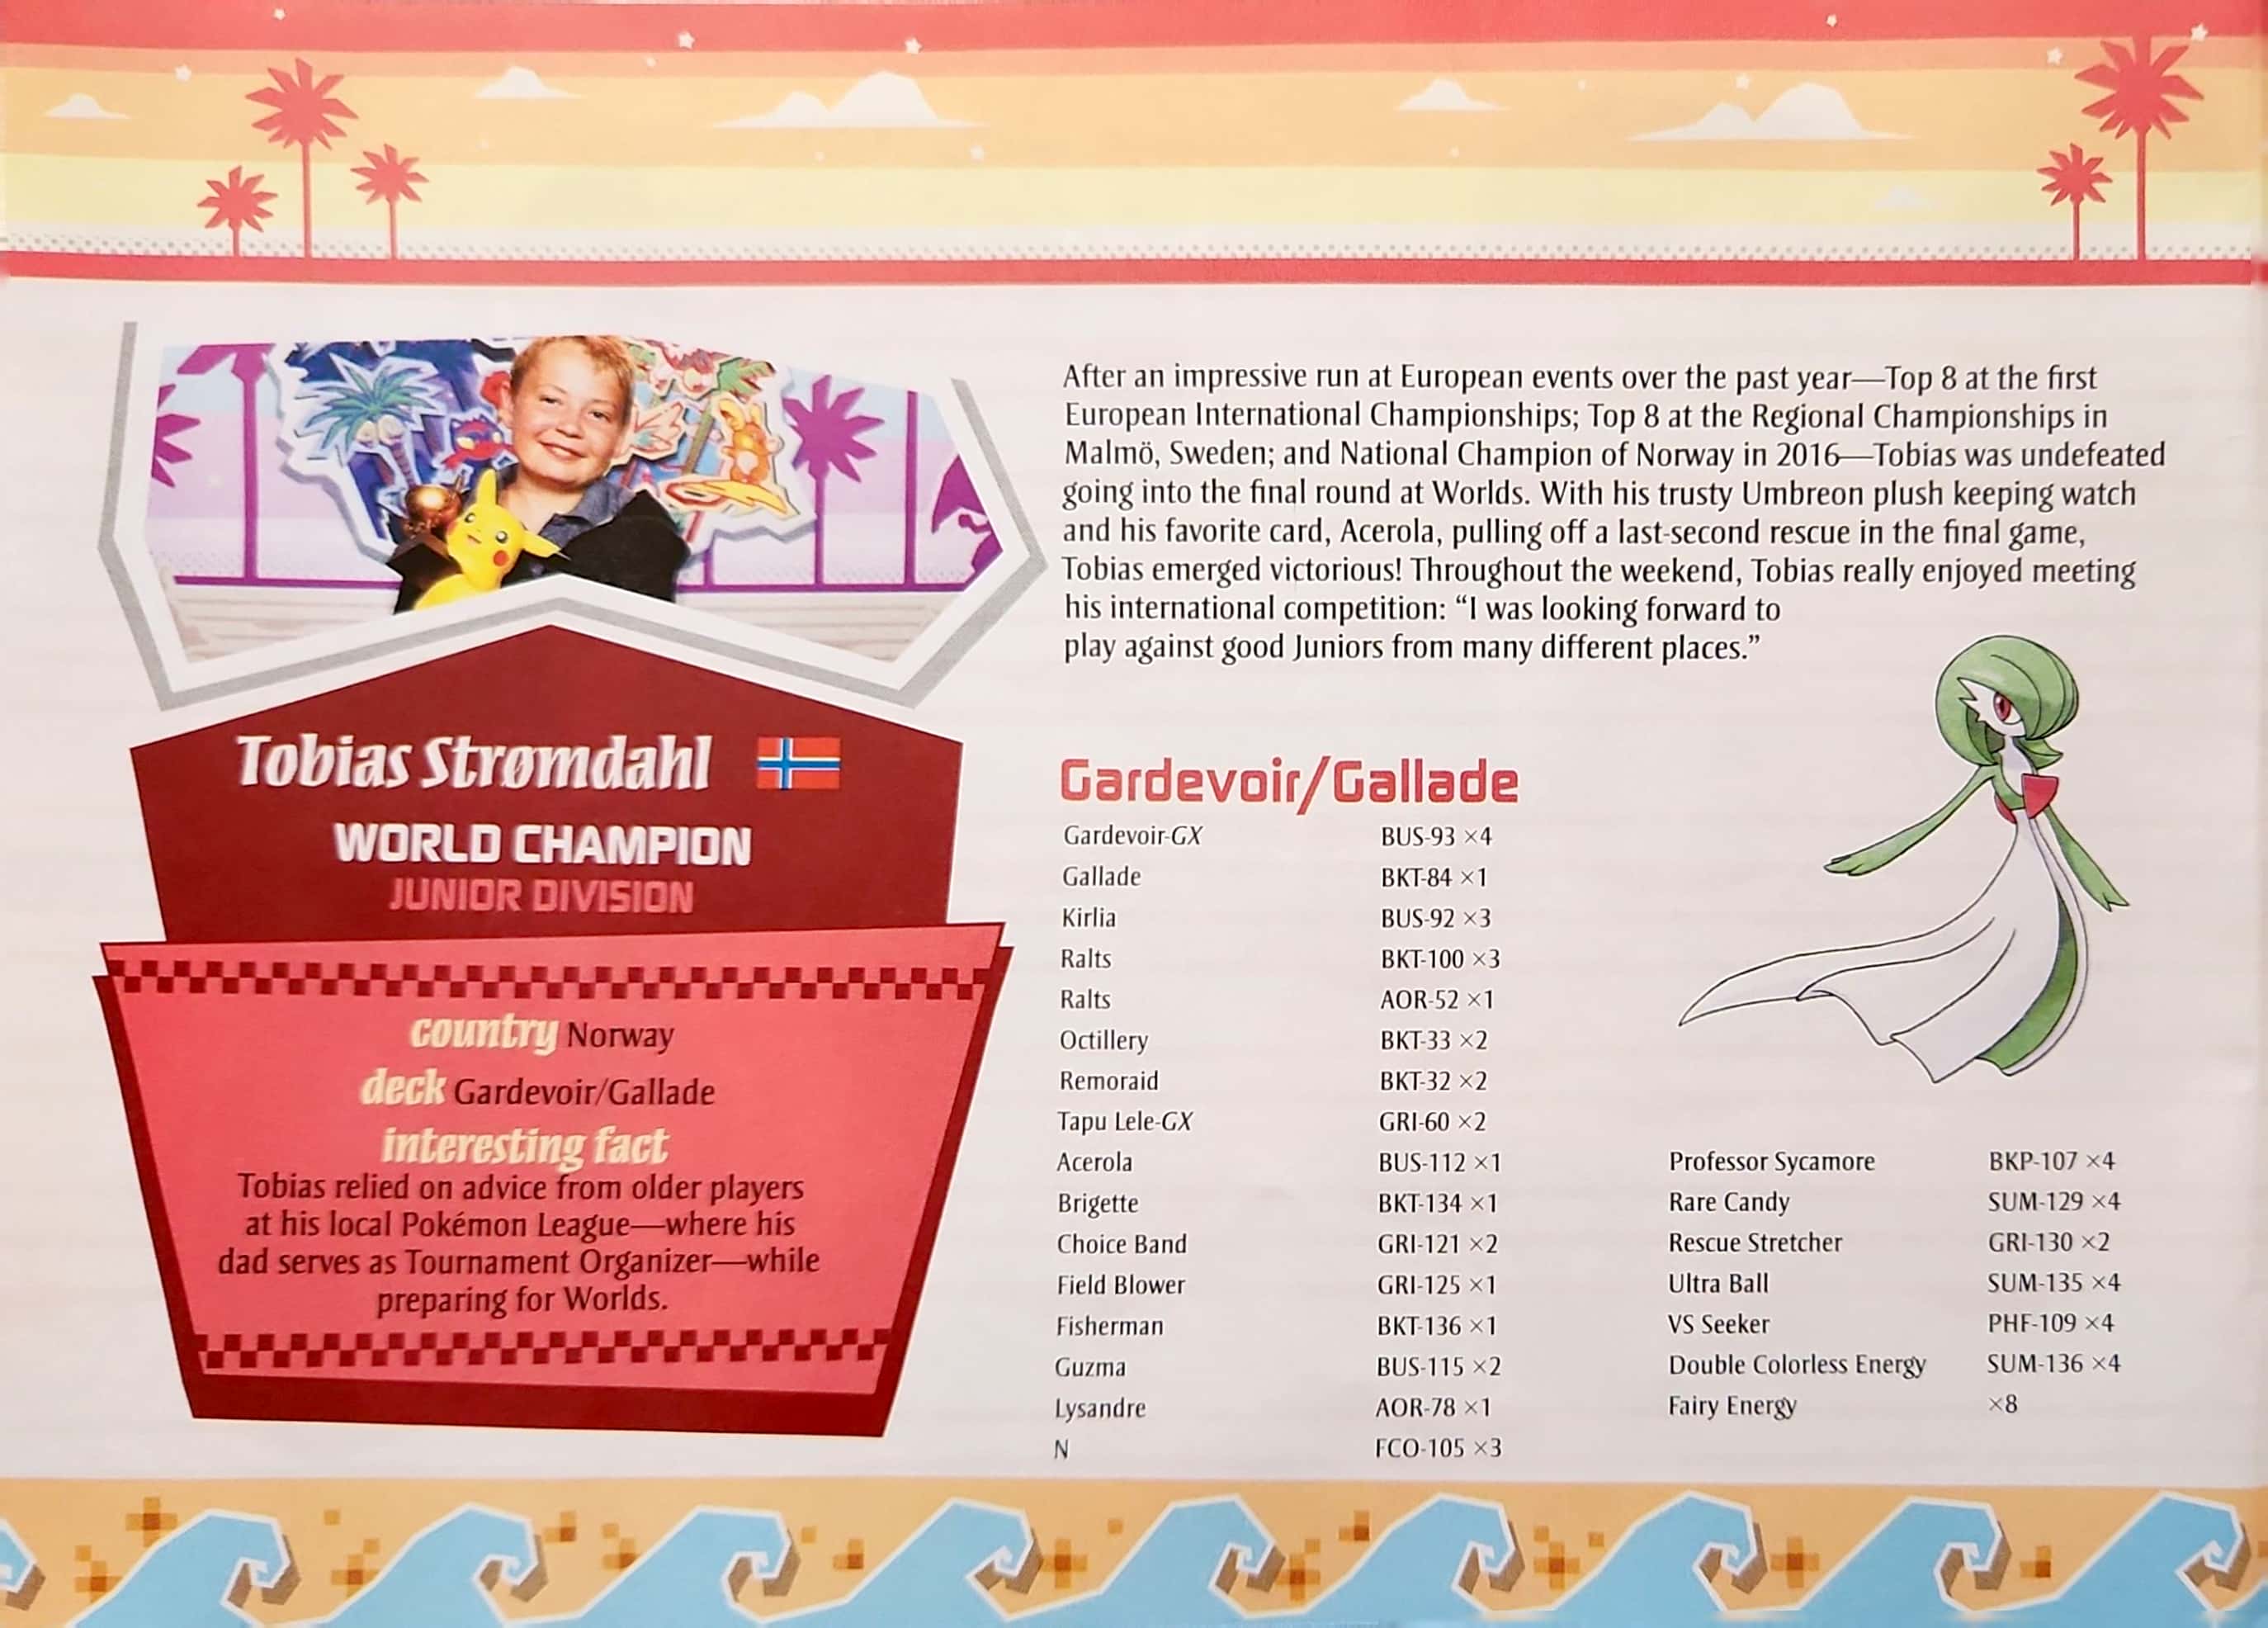 After an impressive run at European events over the past year—Top 8 at the first
European International Championships; Top 8 at the Regional Championships in
Malmö, Sweden; and National Champion of Norway in 2016—Tobias was undefeated
going into the final round at Worlds. With his trusty Umbreon plush keeping watch
and his favorite card, Acerola, pulling off a last-second rescue in the final game,
Tobias emerged victorious! Throughout the weekend, Tobias really enjoyed meeting
his international competition: “I was looking forward to
play against good Juniors from many different places.”
Tobias Strømdahl
WORLD CHAMPION
JUNIOR DIVISION
country Norway
deck Gardevoir/Gallade
interesting fact
Tobias relied on advice from older players
at his local Pokémon League—where his
dad serves as Tournament Organizer—while
preparing for Worlds.
Gardevoir/Gallade
Gardevoir-GX BUS-93 ×4
Gallade BKT-84 ×1
Kirlia BUS-92 ×3
Ralts BKT-100 ×3
Ralts AOR-52 ×1
Octillery BKT-33 ×2
Remoraid BKT-32 ×2
Tapu Lele-GX GRI-60 ×2
Acerola BUS-112 ×1
Brigette BKT-134 ×1
Choice Band GRI-121 ×2
Field Blower GRI-125 ×1
Fisherman BKT-136 ×1
Guzma BUS-115 ×2
Lysandre AOR-78 ×1
N FCO-105 ×3
Professor Sycamore BKP-107 ×4
Rare Candy SUM-129 ×4
Rescue Stretcher GRI-130 ×2
Ultra Ball SUM-135 ×4
VS Seeker PHF-109 ×4
Double Colorless Energy SUM-136 ×4
Fairy Energy ×8